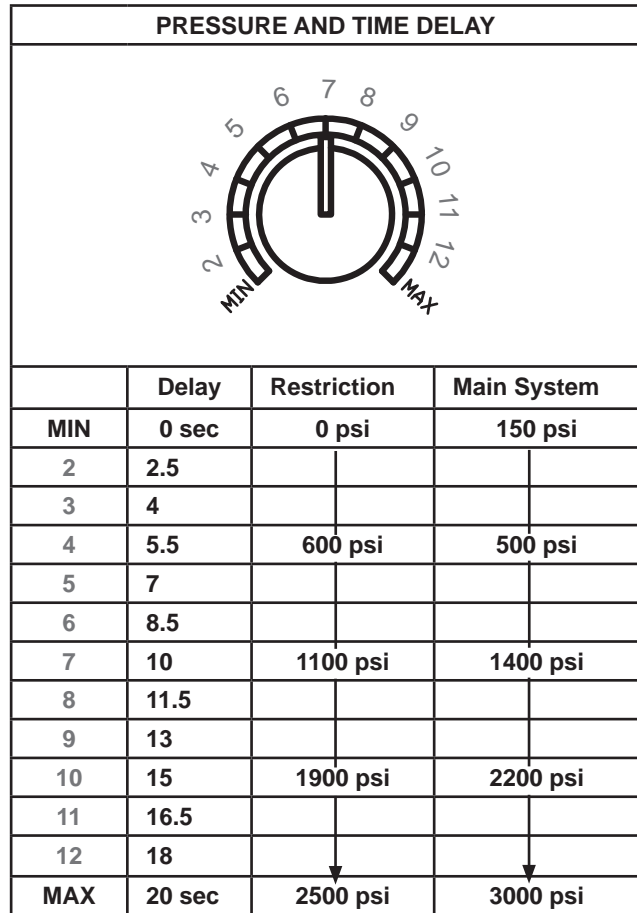 PRESSURE AND TIME DELAY
MIN 2 3 4 5 6 7 8 9 10 11 12 MAX
Delay Restriction Main System
MIN 0 sec 0 psi 150 psi
2 2.5
3 4
4 5.5 600 psi 500 psi
5 7
6 8.5
7 10 1100 psi 1400 psi
8 11.5
9 13
10 15 1900 psi 2200 psi
11 16.5
12 18
MAX 20 sec 2500 psi 3000 psi